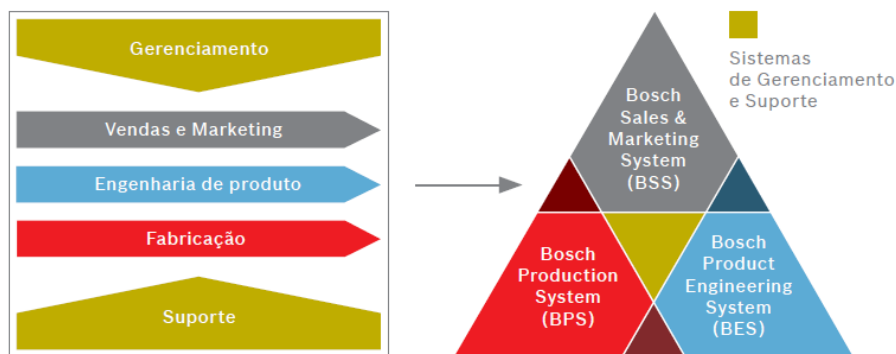 Gerenciamento
Vendas e Marketing
Engenharia de produto
Fabricação
Suporte
Bosch
Sales &
Marketing
System
(BSS)
Bosch
Production
System
(BPS)
Bosch
Product
Engineering
System
(BES)
Sistemas
de Gerenciamento
e Suporte